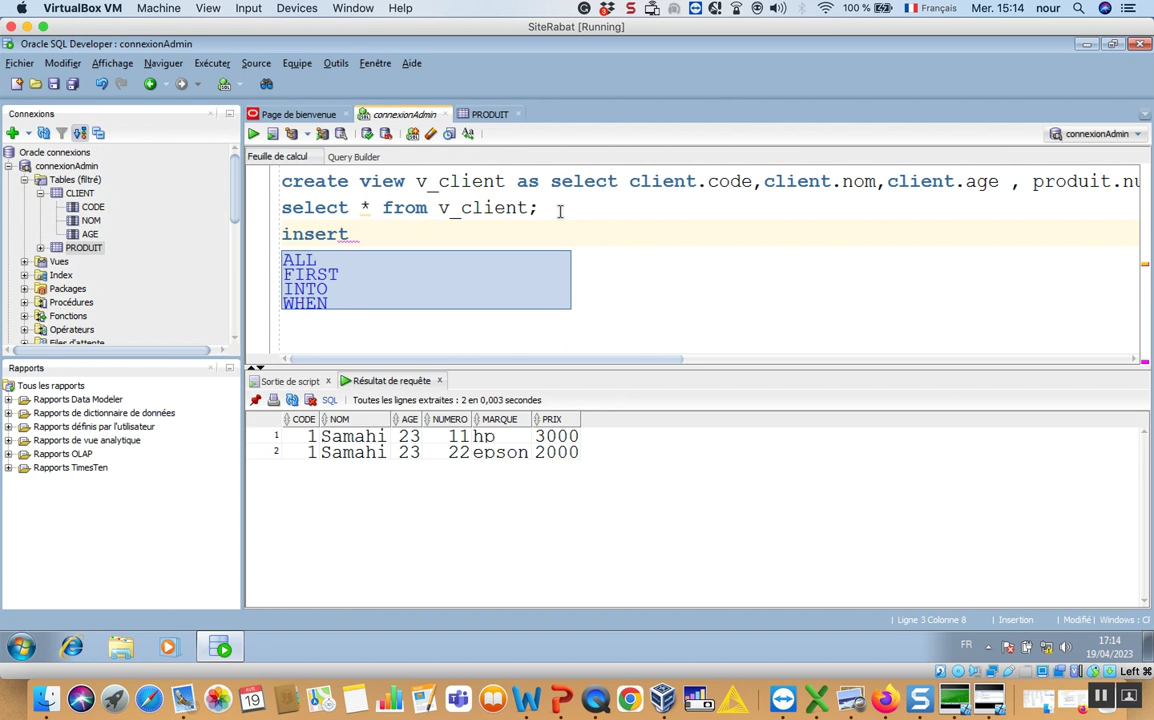 VirtualBox VM Machine View Input Devices Window Help 100 % Français Mer. 15:14 nour
SiteRabat [Running]
Oracle SQL Developer : connexionAdmin
Fichier Modifier Affichage Naviguer Exécuter Source Equipe Outils Fenêtre Aide
Connexions
Page de bienvenue connexionAdmin PRODUIT
connexionAdmin
Oracle connexions
connexionAdmin
Tables (filtré)
CLIENT
CODE
NOM
AGE
PRODUIT
Vues
Index
Packages
Procédures
Fonctions
Opérateurs
Files d'attente
Feuille de calcul Query Builder
create view v_client as select client.code,client.nom,client.age , produit.nu
select * from v_client;
insert
ALL
FIRST
INTO
WHEN
Rapports
Tous les rapports
Rapports Data Modeler
Rapports de dictionnaire de données
Rapports définis par l'utilisateur
Rapports de vue analytique
Rapports OLAP
Rapports TimesTen
Sortie de script Résultat de requête
SQL Toutes les lignes extraites : 2 en 0,003 secondes
CODE NOM AGE NUMERO MARQUE PRIX
1 1 Samahi 23 11 hp 3000
2 1 Samahi 23 22 epson 2000
Ligne 3 Colonne 8 Insertion Modifié Windows: Cl
FR 17:14
19/04/2023
Left ⌘
AVR
19